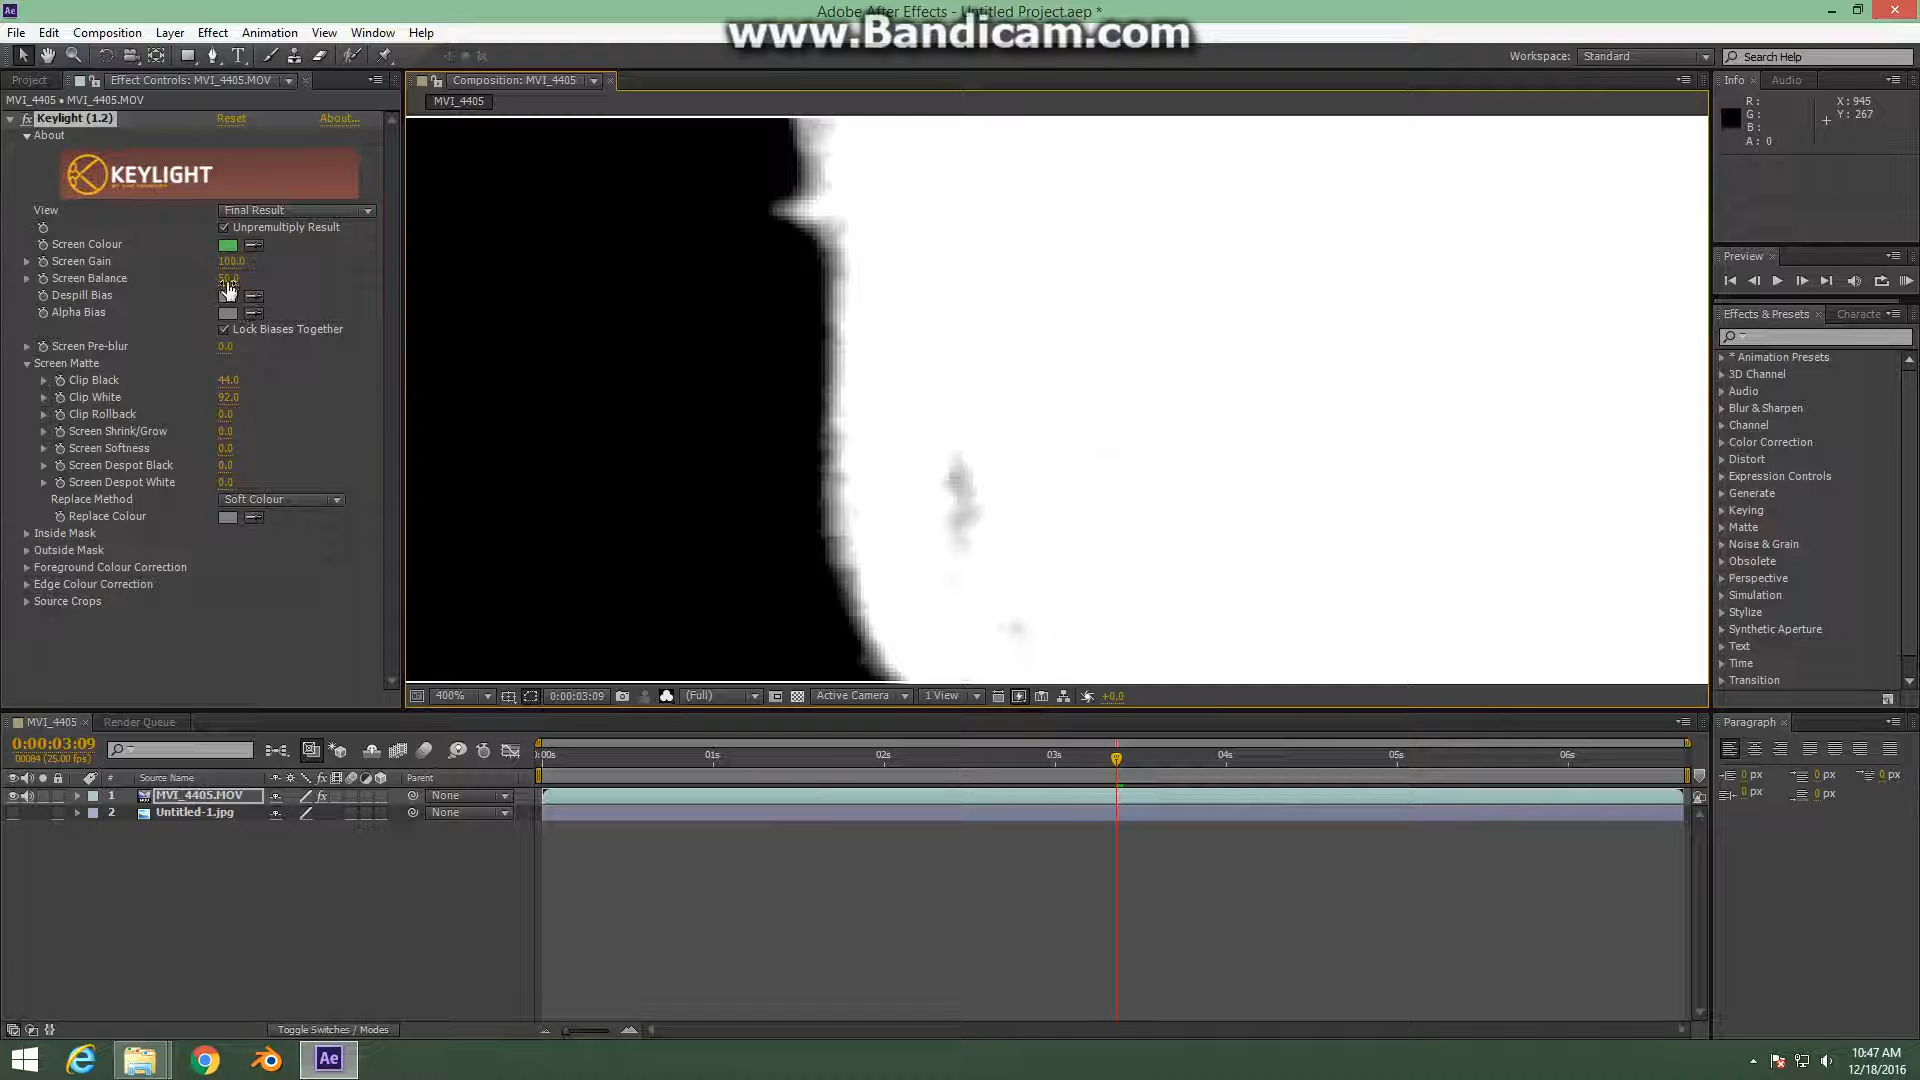 Adobe After Effects - Untitled Project.aep *
www.Bandicam.com
File Edit Composition Layer Effect Animation View Window Help
Workspace: Standard Search Help
Project Effect Controls: MVI_4405.MOV Composition: MVI_4405 Info Audio
MVI_4405 • MVI_4405.MOV
MVI_4405
Keylight (1.2) Reset About...
About
KEYLIGHT
View Final Result
Unpremultiply Result
Screen Colour
Screen Gain 100.0
Screen Balance
Despill Bias
Alpha Bias
Lock Biases Together
Screen Pre-blur 0.0
Screen Matte
Clip Black 44.0
Clip White 92.0
Clip Rollback 0.0
Screen Shrink/Grow 0.0
Screen Softness 0.0
Screen Despot Black 0.0
Screen Despot White 0.0
Replace Method Soft Colour
Replace Colour
Inside Mask
Outside Mask
Foreground Colour Correction
Edge Colour Correction
Source Crops
400% 0:00:03:09 (Full) Active Camera 1 View +0.0
R: X: 945
G: Y: 267
B:
A: 0
Preview
Effects & Presets Characte
* Animation Presets
3D Channel
Audio
Blur & Sharpen
Channel
Color Correction
Distort
Expression Controls
Generate
Keying
Matte
Noise & Grain
Obsolete
Perspective
Simulation
Stylize
Synthetic Aperture
Text
Time
Transition
MVI_4405 Render Queue
0:00:03:09
00084 (25.00 fps)
:00s 01s 02s 03s 04s 05s 06s
# Source Name Parent
1 MVI_4405.MOV None
2 Untitled-1.jpg None
Toggle Switches / Modes
Paragraph
0 px 0 px 0 px
0 px 0 px
10:47 AM
12/18/2016